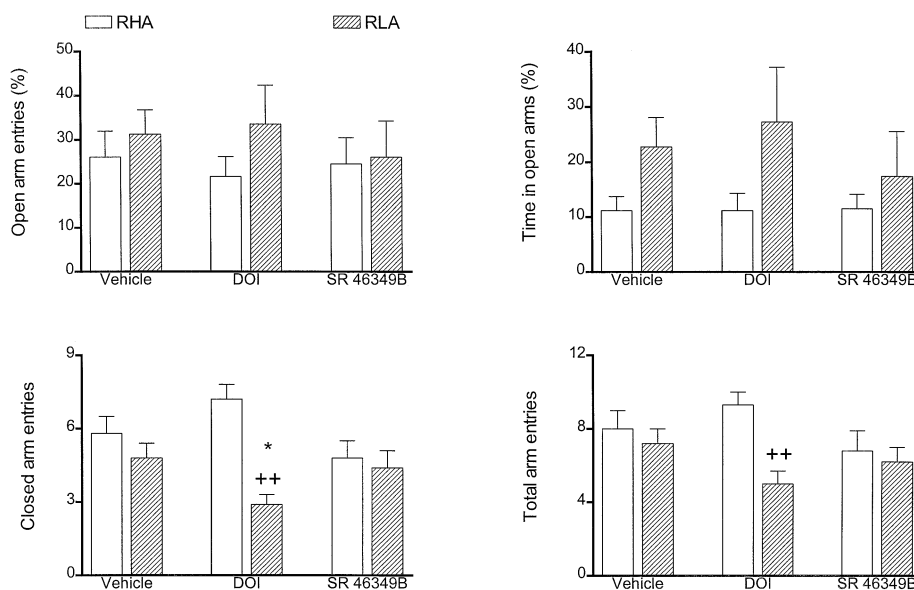 RHA RLA
Open arm entries (%)
50
40
30
20
10
0
Vehicle DOI SR 46349B
Time in open arms (%)
40
30
20
10
0
Vehicle DOI SR 46349B
Closed arm entries
9
6
3
0
*
++
Vehicle DOI SR 46349B
Total arm entries
12
8
4
0
++
Vehicle DOI SR 46349B